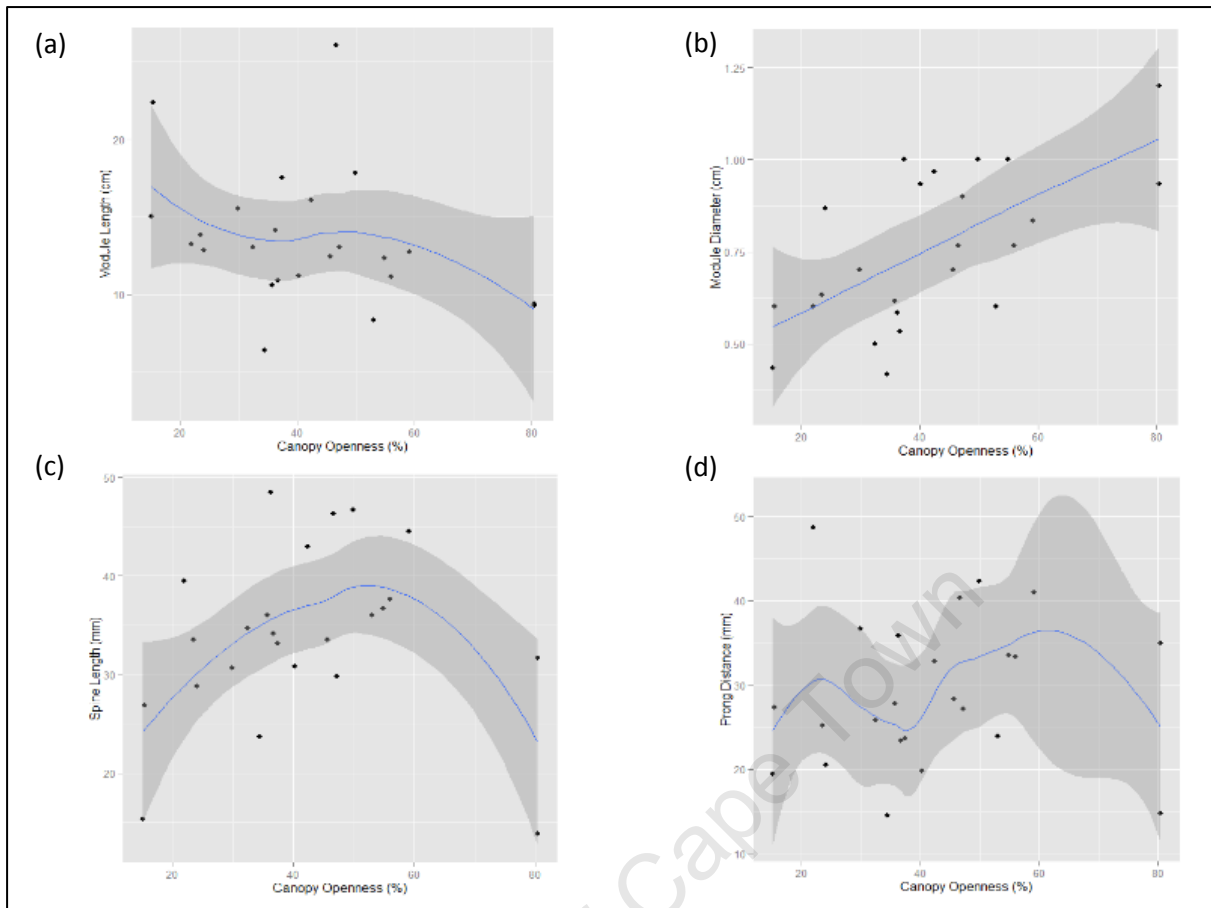 (a)
Module Length (cm)
20
10
20
40
60
80
Canopy Openness (%)
(b)
Module Diameter (cm)
1.25
1.00
0.75
0.50
20
40
60
80
Canopy Openness (%)
(c)
Spine Length (mm)
50
40
30
20
20
40
60
80
Canopy Openness (%)
(d)
Prong Distance (mm)
50
40
30
20
10
20
40
60
80
Canopy Openness (%)
Cape Town